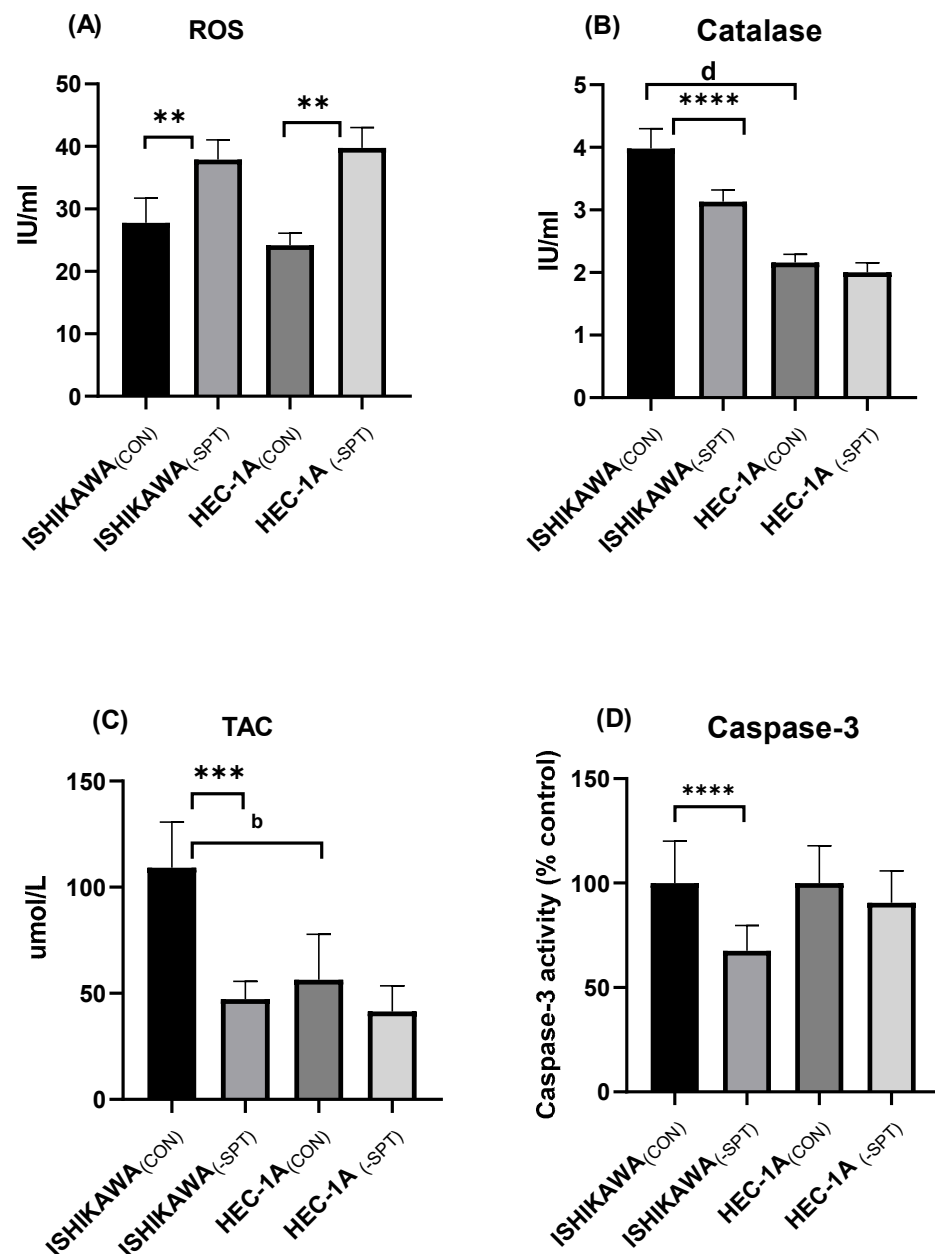 (A) ROS
IU/ml
50
40
30
20
10
0
** **
ISHIKAWA(CON)
ISHIKAWA(-SPT)
HEC-1A(CON)
HEC-1A (-SPT)
(B) Catalase
IU/ml
5
4
3
2
1
0
d
****
ISHIKAWA(CON)
ISHIKAWA(-SPT)
HEC-1A(CON)
HEC-1A (-SPT)
(C) TAC
umol/L
150
100
50
0
***
b
ISHIKAWA(CON)
ISHIKAWA(-SPT)
HEC-1A(CON)
HEC-1A (-SPT)
(D) Caspase-3
Caspase-3 activity (% control)
150
100
50
0
****
ISHIKAWA(CON)
ISHIKAWA(-SPT)
HEC-1A(CON)
HEC-1A (-SPT)